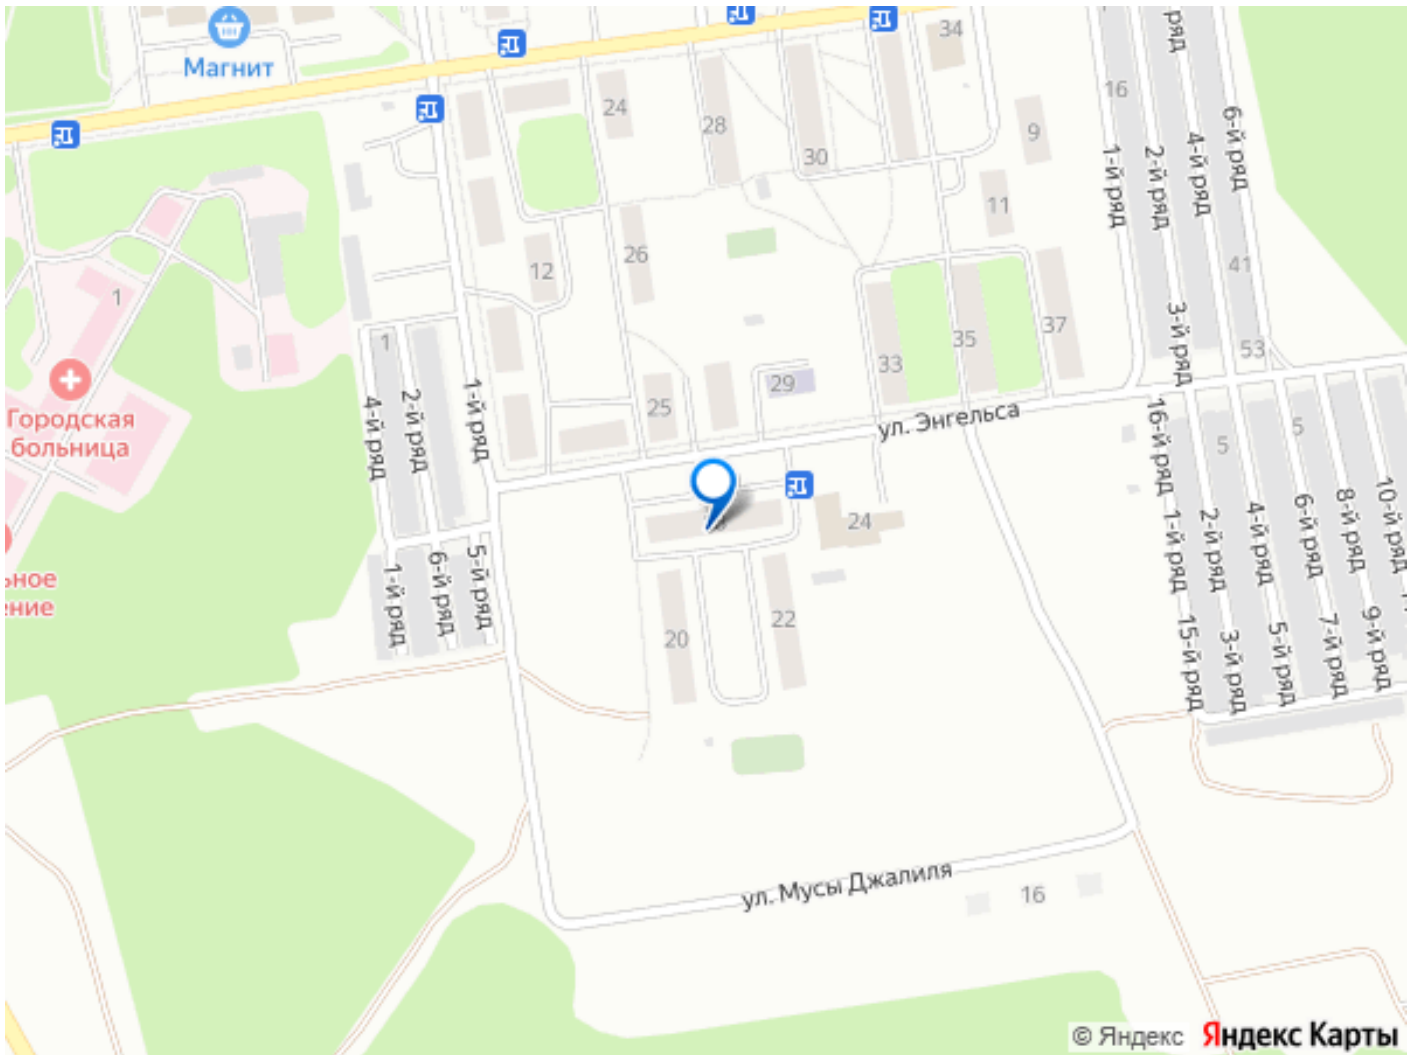 Магнит
34
24
28
30
9
16
ряд
6-й ряд
4-й ряд
2-й ряд
1-й ряд
11
26
12
41
1
33
35
37
3-й ряд
53
1
29
25
Городская
больница
4-й ряд
2-й ряд
1-й ряд
ул. Энгельса
16-й ряд
5
5
24
1-й ряд
2-й ряд
4-й ряд
6-й ряд
8-й ряд
10-й ряд
ьное
ение
1-й ряд
6-й ряд
5-й ряд
20
22
15-й ряд
3-й ряд
5-й ряд
7-й ряд
9-й ряд
ул. Мусы Джалиля
16
© Яндекс Яндекс Карты